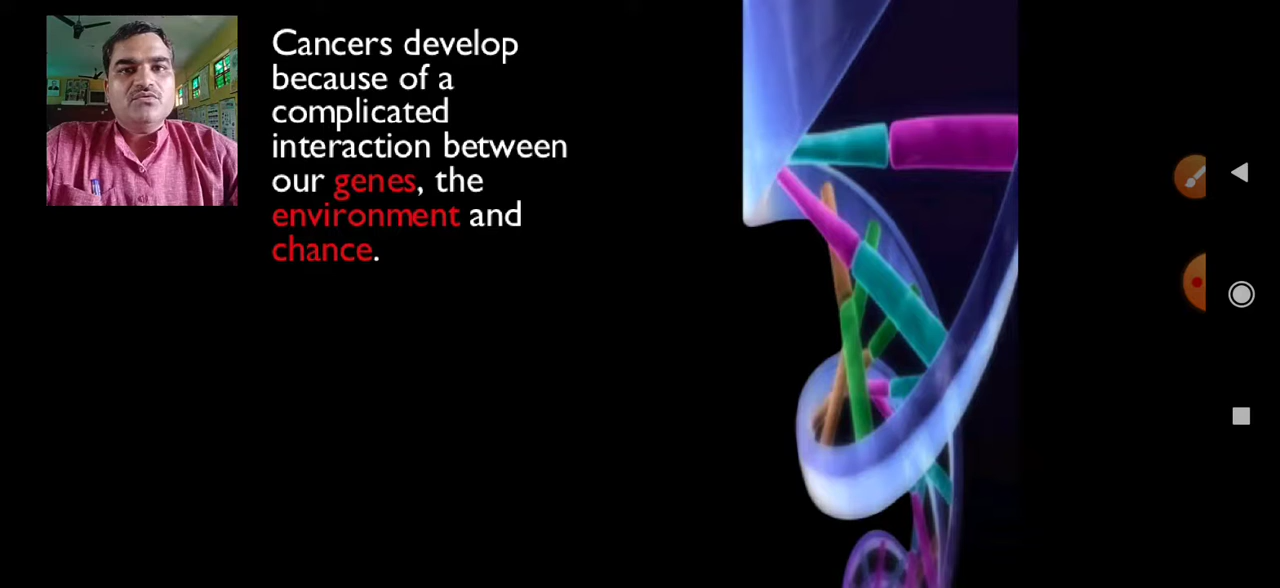 Cancers develop
because of a
complicated
interaction between
our genes, the
environment and
chance.